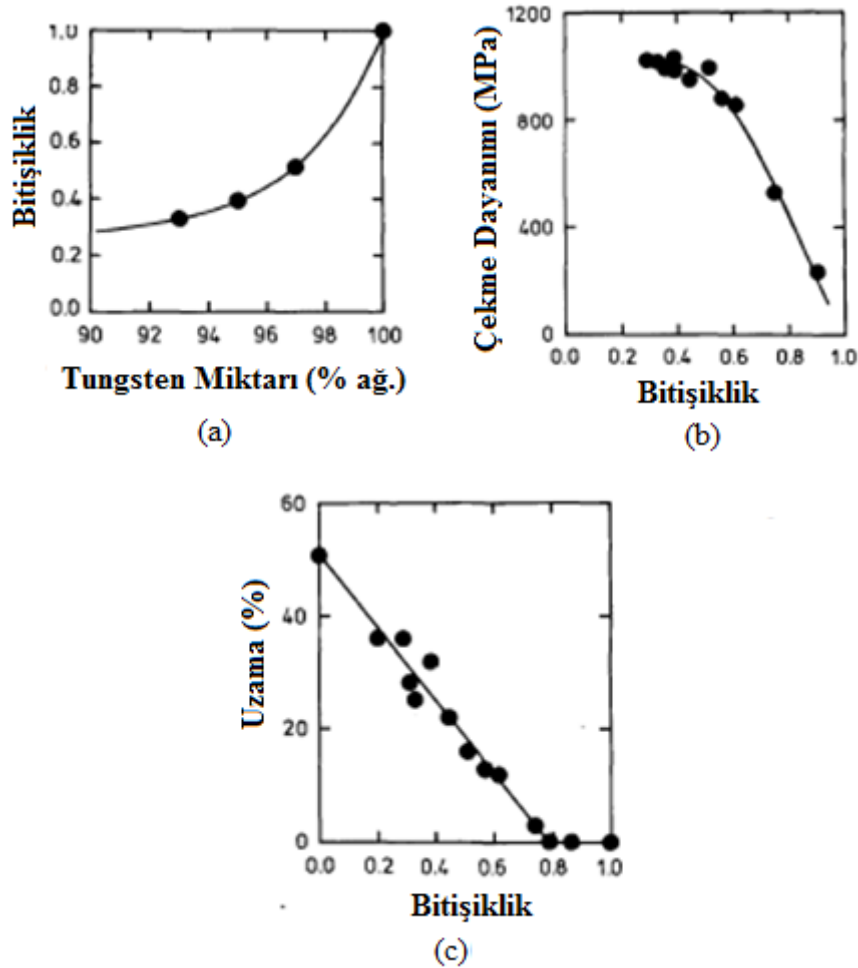 1.0
0.8
0.6
0.4
0.2
0.0
Bitişiklik
90 92 94 96 98 100
Tungsten Miktarı (% ağ.)
(a)
1200
800
400
0
Çekme Dayanımı (MPa)
0.0 0.2 0.4 0.6 0.8 1.0
Bitişiklik
(b)
60
40
20
0
Uzama (%)
0.0 0.2 0.4 0.6 0.8 1.0
Bitişiklik
(c)